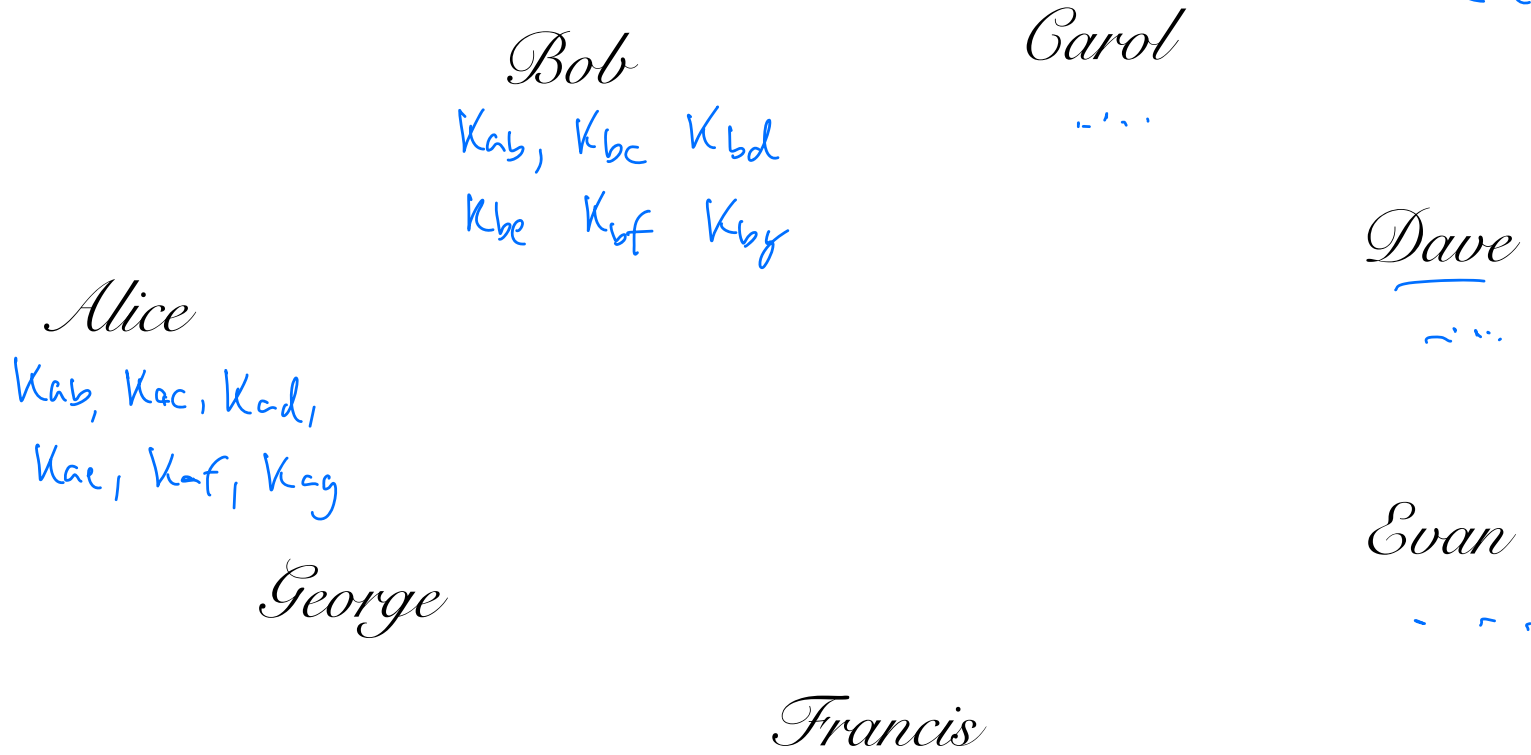 Bob
Carol
Kab, Kbc Kbd
Kbe Kbf Kbg
Dave
Alice
Kab, Kac, Kad,
Kae, Kaf, Kag
Evan
George
Francis